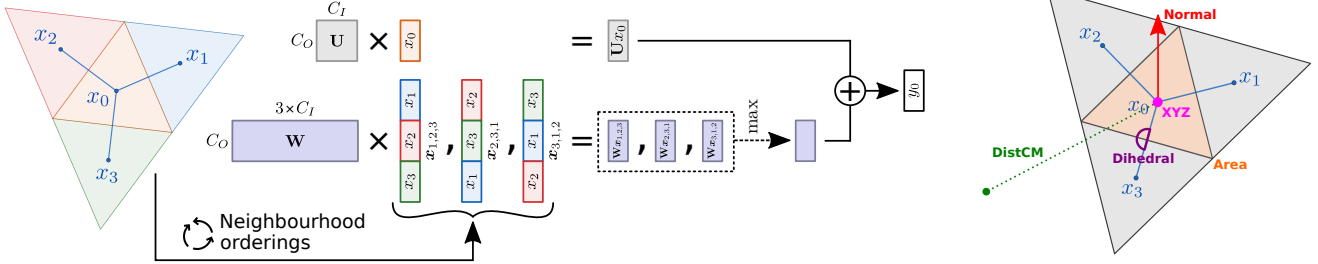 x₂
x₁
x₀
x₃
C_I
C_O
U
×
x₀
=
Ux₀
3×C_I
C_O
W
×
x₁
x₂
x₃
x₁,₂,₃
,
x₂
x₃
x₁
x₂,₃,₁
,
x₃
x₁
x₂
x₃,₁,₂
=
Wx₁,₂,₃
,
Wx₂,₃,₁
,
Wx₃,₁,₂
max
+
y₀
Neighbourhood
orderings
Normal
x₂
x₁
x₀
XYZ
DistCM
Dihedral
Area
x₃